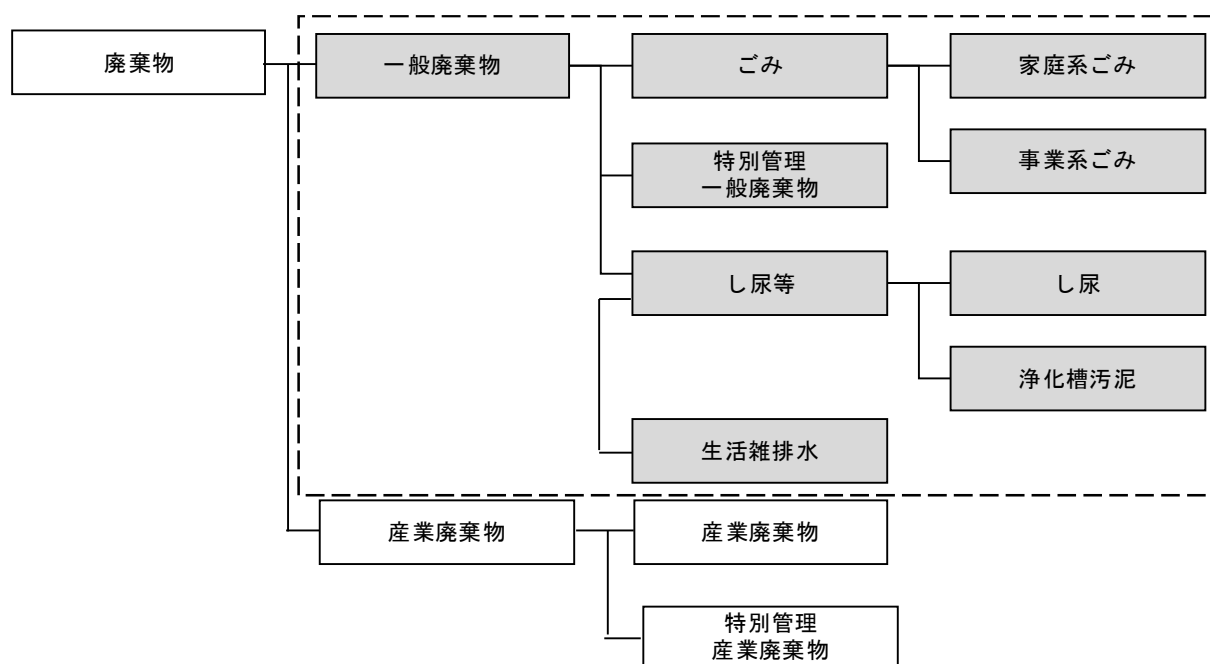 廃棄物
一般廃棄物
ごみ
家庭系ごみ
事業系ごみ
特別管理
一般廃棄物
し尿等
し尿
浄化槽汚泥
生活雑排水
産業廃棄物
産業廃棄物
特別管理
産業廃棄物